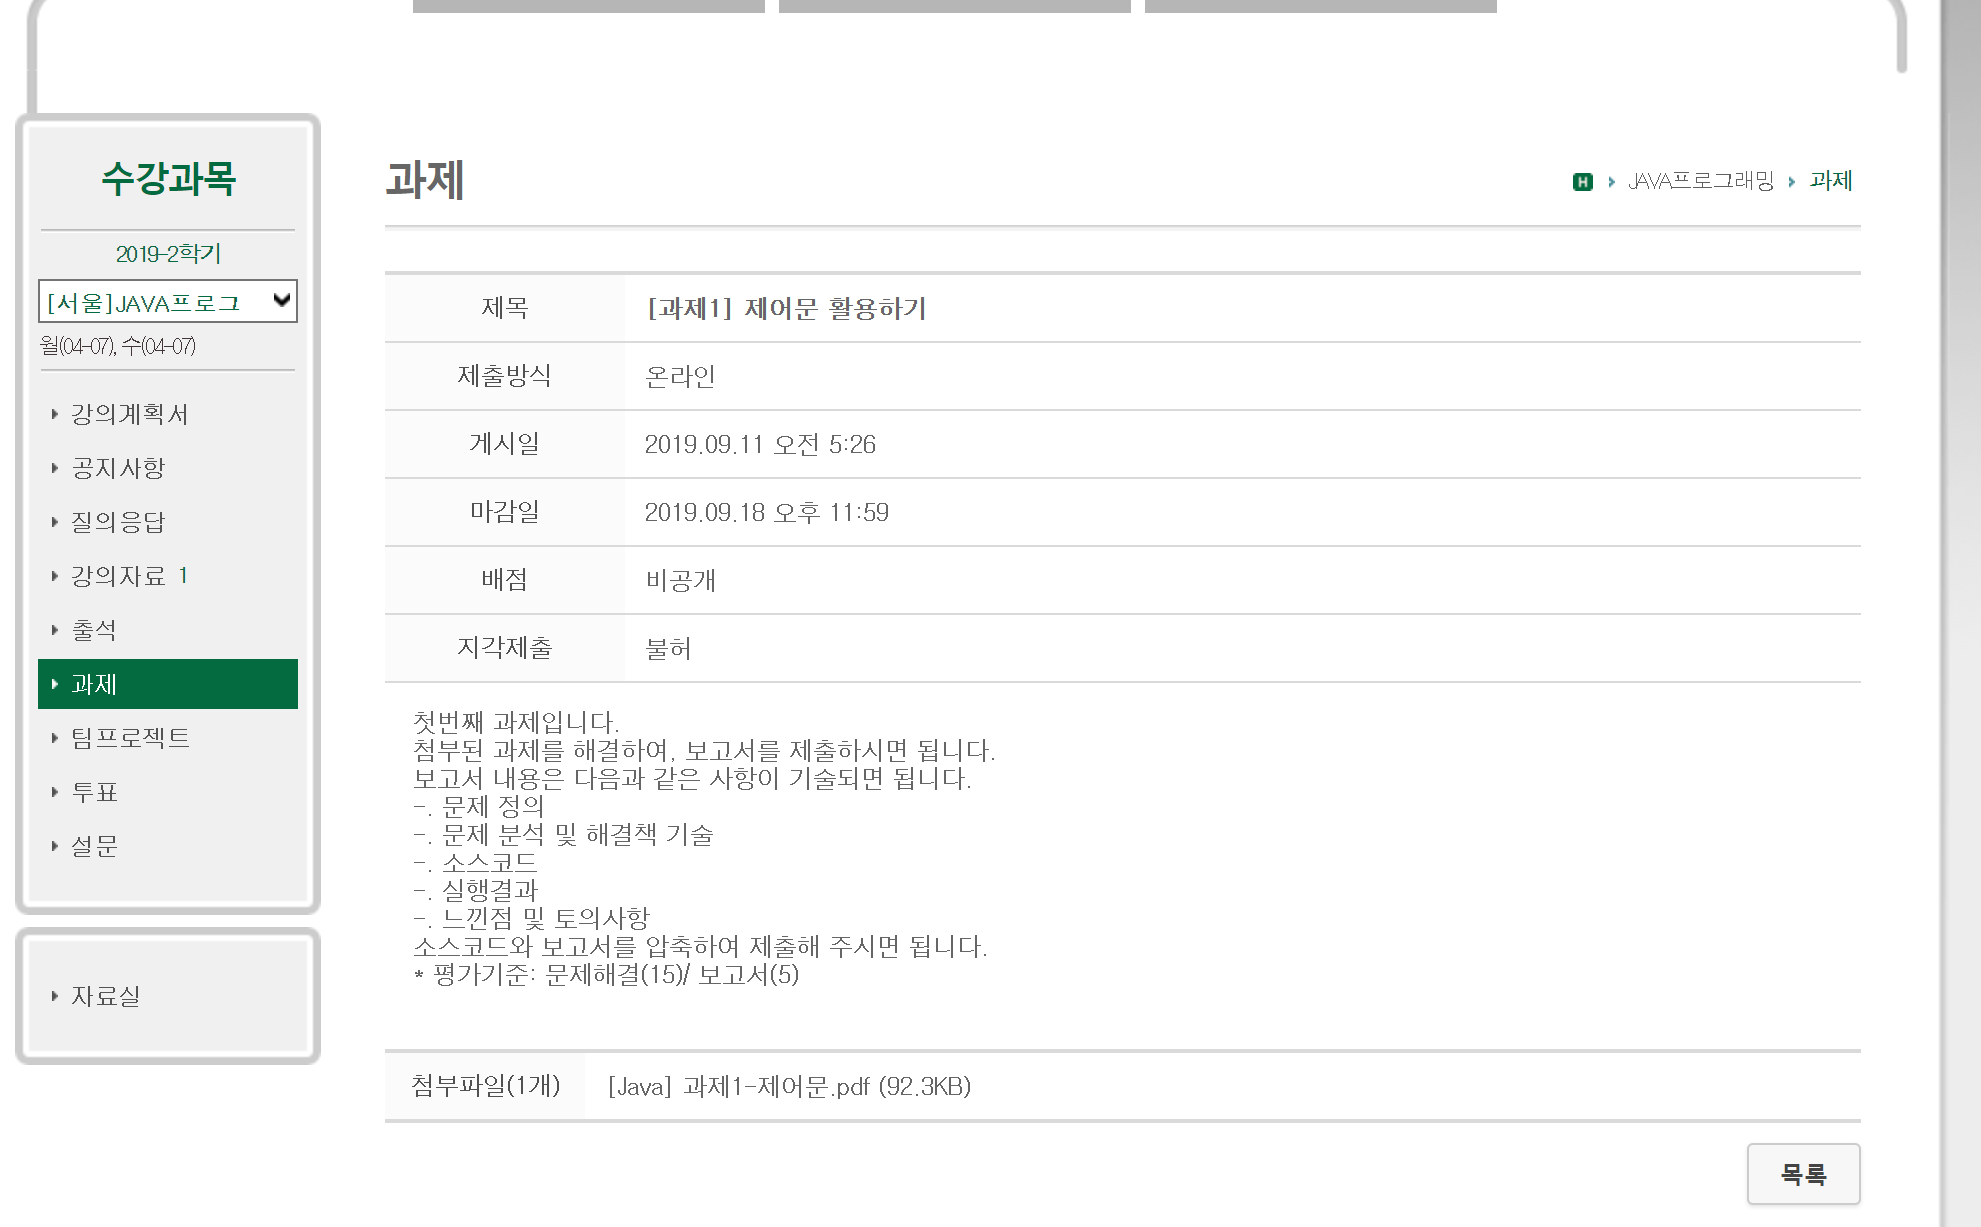 수강과목
2019-2학기
[서울]JAVA프로그
월(04-07), 수(04-07)
강의계획서
공지사항
질의응답
강의자료 1
출석
과제
팀프로젝트
투표
설문
자료실
과제
H JAVA프로그래밍 과제
제목 [과제1] 제어문 활용하기
제출방식 온라인
게시일 2019.09.11 오전 5:26
마감일 2019.09.18 오후 11:59
배점 비공개
지각제출 불허
첫번째 과제입니다.
첨부된 과제를 해결하여, 보고서를 제출하시면 됩니다.
보고서 내용은 다음과 같은 사항이 기술되면 됩니다.
-. 문제 정의
-. 문제 분석 및 해결책 기술
-. 소스코드
-. 실행결과
-. 느낀점 및 토의사항
소스코드와 보고서를 압축하여 제출해 주시면 됩니다.
* 평가기준: 문제해결(15)/ 보고서(5)
첨부파일(1개) [Java] 과제1-제어문.pdf (92.3KB)
목록